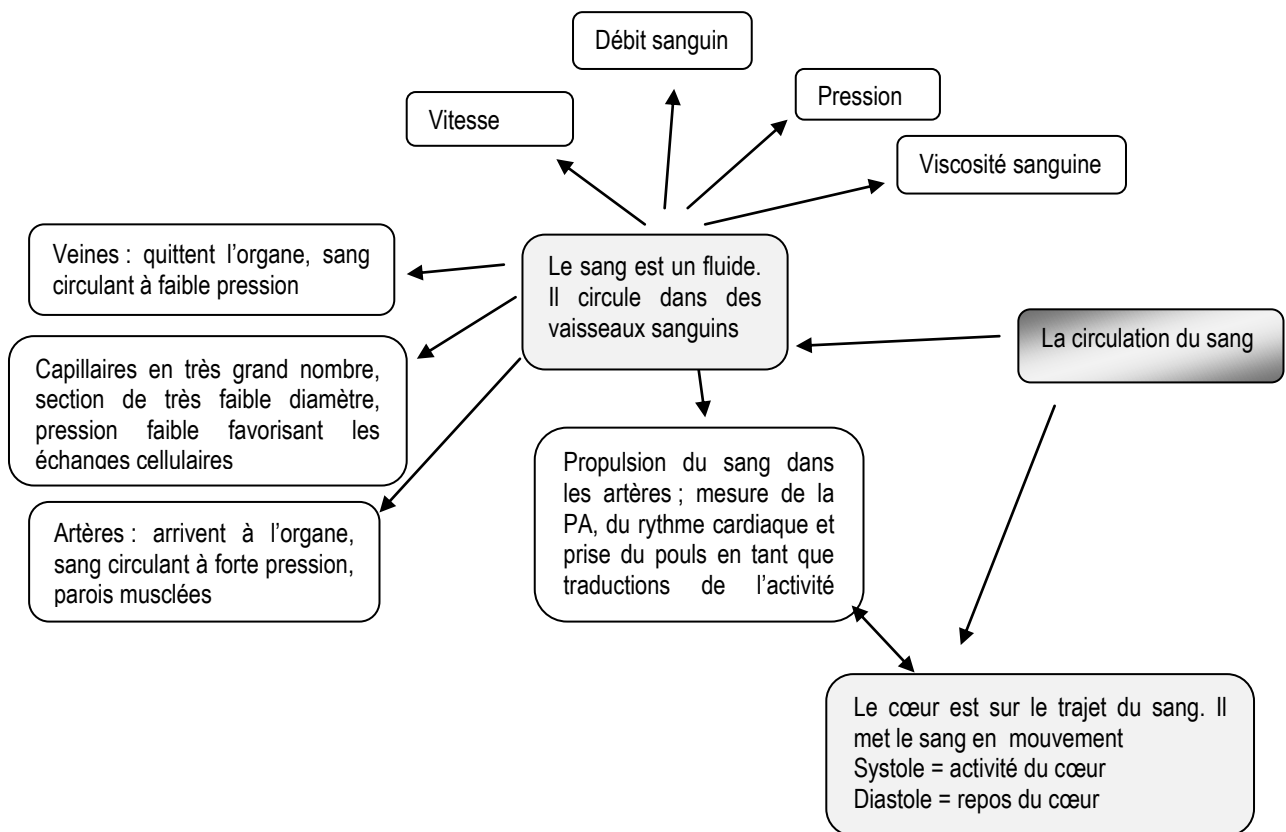 Débit sanguin
Pression
Vitesse
Viscosité sanguine
Veines : quittent l’organe, sang
circulant à faible pression
Le sang est un fluide.
Il circule dans des
vaisseaux sanguins
La circulation du sang
Capillaires en très grand nombre,
section de très faible diamètre,
pression faible favorisant les
échanges cellulaires
Propulsion du sang dans
les artères ; mesure de la
PA, du rythme cardiaque et
prise du pouls en tant que
traductions de l’activité
Artères : arrivent à l’organe,
sang circulant à forte pression,
parois musclées
Le cœur est sur le trajet du sang. Il
met le sang en mouvement
Systole = activité du cœur
Diastole = repos du cœur